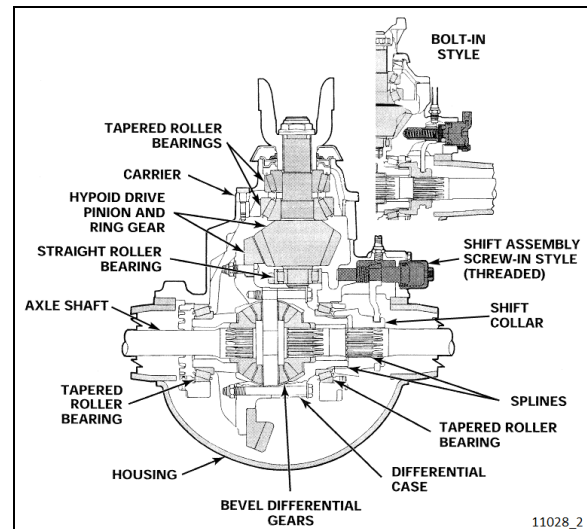 BOLT-IN
STYLE
TAPERED ROLLER
BEARINGS
CARRIER
HYPOID DRIVE
PINION AND
RING GEAR
STRAIGHT ROLLER
BEARING
SHIFT ASSEMBLY
SCREW-IN STYLE
(THREADED)
AXLE SHAFT
SHIFT
COLLAR
TAPERED
ROLLER
BEARING
SPLINES
TAPERED ROLLER
BEARING
HOUSING
DIFFERENTIAL
CASE
BEVEL DIFFERENTIAL
GEARS
11028_2